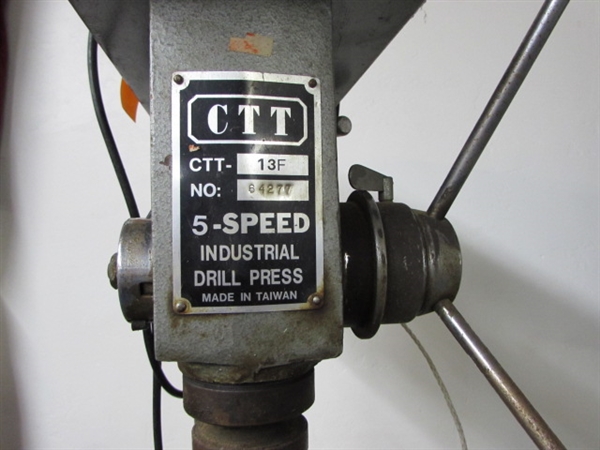 CTT
CTT- 13F
NO: 64277
5-SPEED
INDUSTRIAL
DRILL PRESS
MADE IN TAIWAN